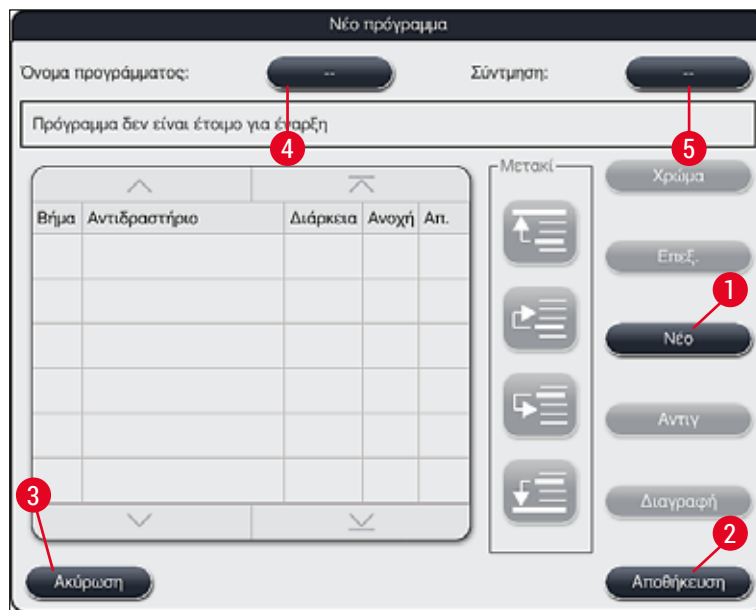 Νέο πρόγραμμα
Όνομα προγράμματος: -- Σύντμηση: --
4 5
Πρόγραμμα δεν είναι έτοιμο για έναρξη
Μετακί
Χρώμα
Βήμα Αντιδραστήριο Διάρκεια Ανοχή Απ.
Επεξ.
1
Νέο
Αντιγ
Διαγραφή
3
2
Ακύρωση
Αποθήκευση